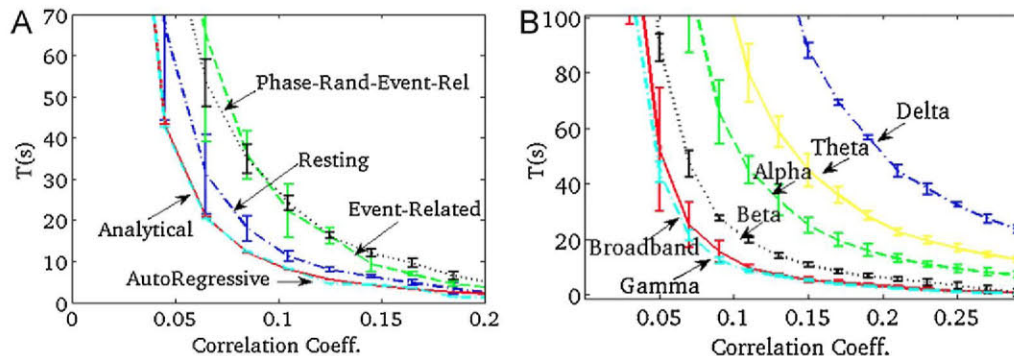 A
70
60
50
40
30
20
10
0
T(s)
Phase-Rand-Event-Rel
Resting
Analytical
Event-Related
AutoRegressive
0 0.05 0.1 0.15 0.2
Correlation Coeff.
B
100
80
60
40
20
0
T(s)
Delta
Theta
Alpha
Beta
Broadband
Gamma
0.05 0.1 0.15 0.2 0.25
Correlation Coeff.